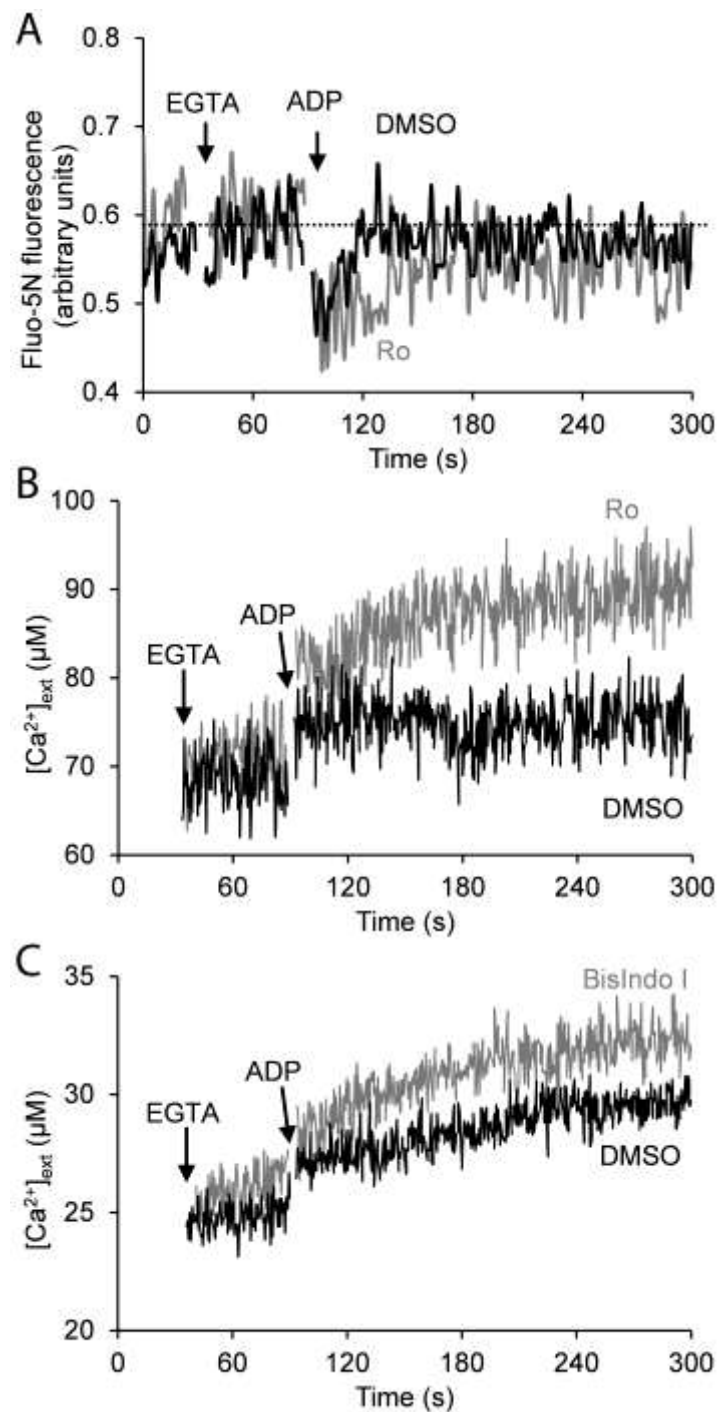 A
0.8
0.7
0.6
0.5
0.4
Fluo-5N fluorescence
(arbitrary units)
EGTA
ADP
DMSO
Ro
0 60 120 180 240 300
Time (s)
B
100
90
80
70
60
[Ca²⁺]ext (µM)
EGTA
ADP
Ro
DMSO
0 60 120 180 240 300
Time (s)
C
35
30
25
20
[Ca²⁺]ext (µM)
EGTA
ADP
BisIndo I
DMSO
0 60 120 180 240 300
Time (s)